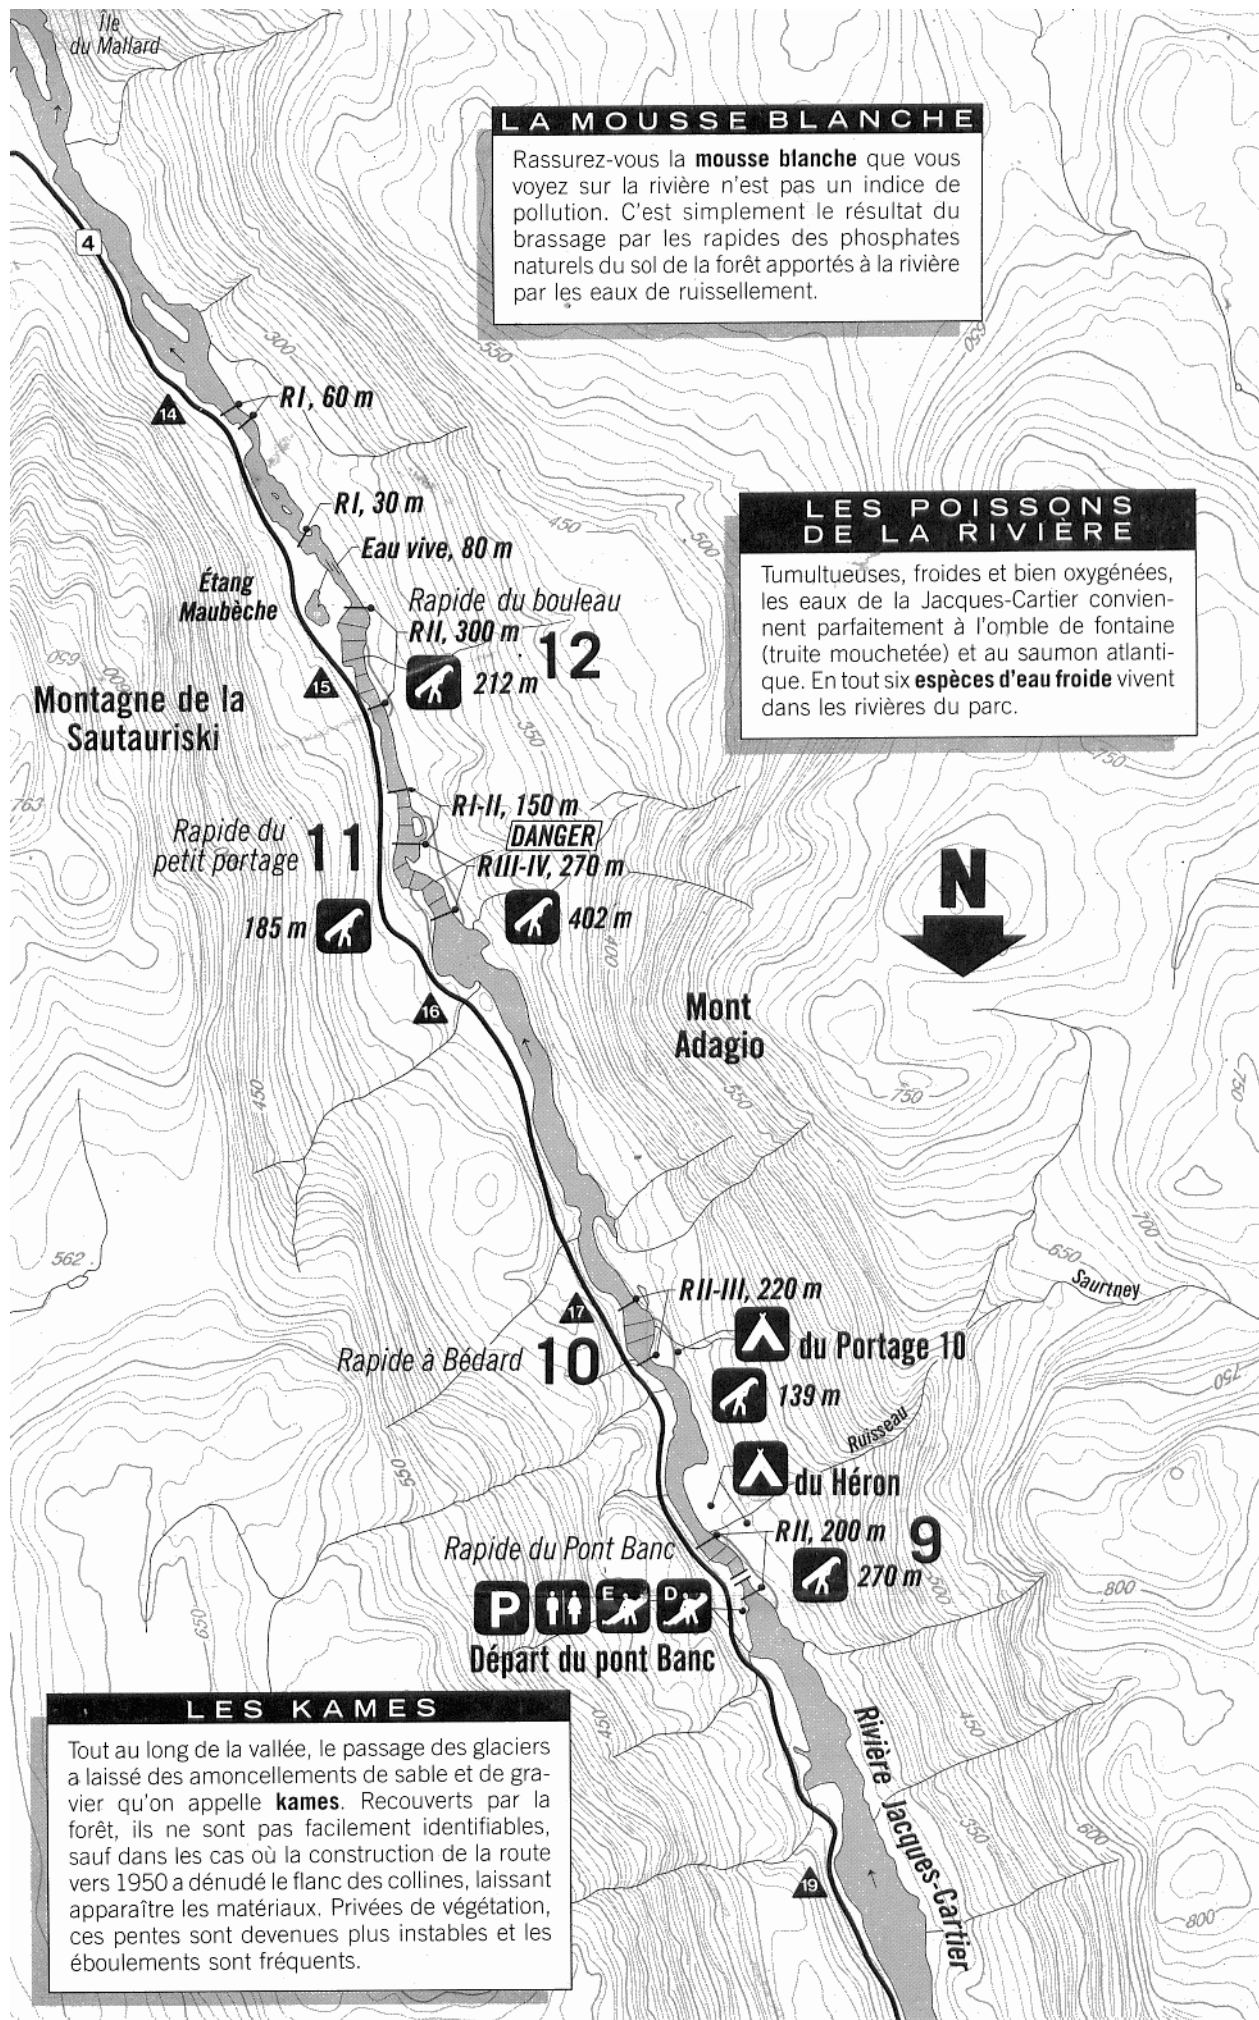 Île
du Mallard
LA MOUSSE BLANCHE
Rassurez-vous la mousse blanche que vous
voyez sur la rivière n'est pas un indice de
pollution. C'est simplement le résultat du
brassage par les rapides des phosphates
naturels du sol de la forêt apportés à la rivière
par les eaux de ruissellement.
4
300
550
550
RI, 60 m
14
RI, 30 m
450
500
Eau vive, 80 m
LES POISSONS
DE LA RIVIÈRE
Tumultueuses, froides et bien oxygénées,
les eaux de la Jacques-Cartier convien-
nent parfaitement à l'omble de fontaine
(truite mouchetée) et au saumon atlanti-
que. En tout six espèces d'eau froide vivent
dans les rivières du parc.
Étang
Maubèche
Rapide du bouleau
RII, 300 m
12
212 m
650
15
Montagne de la
Sautauriski
350
750
763
RI-II, 150 m
DANGER
RIII-IV, 270 m
402 m
Rapide du
petit portage
11
185 m
400
N
16
Mont
Adagio
450
550
750
750
562
700
650
Saurtney
RII-III, 220 m
17
du Portage 10
Rapide à Bédard
10
139 m
750
Ruisseau
550
du Héron
RII, 200 m
9
Rapide du Pont Banc
270 m
500
800
P
E
D
650
Départ du pont Banc
LES KAMES
Tout au long de la vallée, le passage des glaciers
a laissé des amoncellements de sable et de gra-
vier qu'on appelle kames. Recouverts par la
forêt, ils ne sont pas facilement identifiables,
sauf dans les cas où la construction de la route
vers 1950 a dénudé le flanc des collines, laissant
apparaître les matériaux. Privées de végétation,
ces pentes sont devenues plus instables et les
éboulements sont fréquents.
450
450
Rivière Jacques-Cartier
350
600
19
800